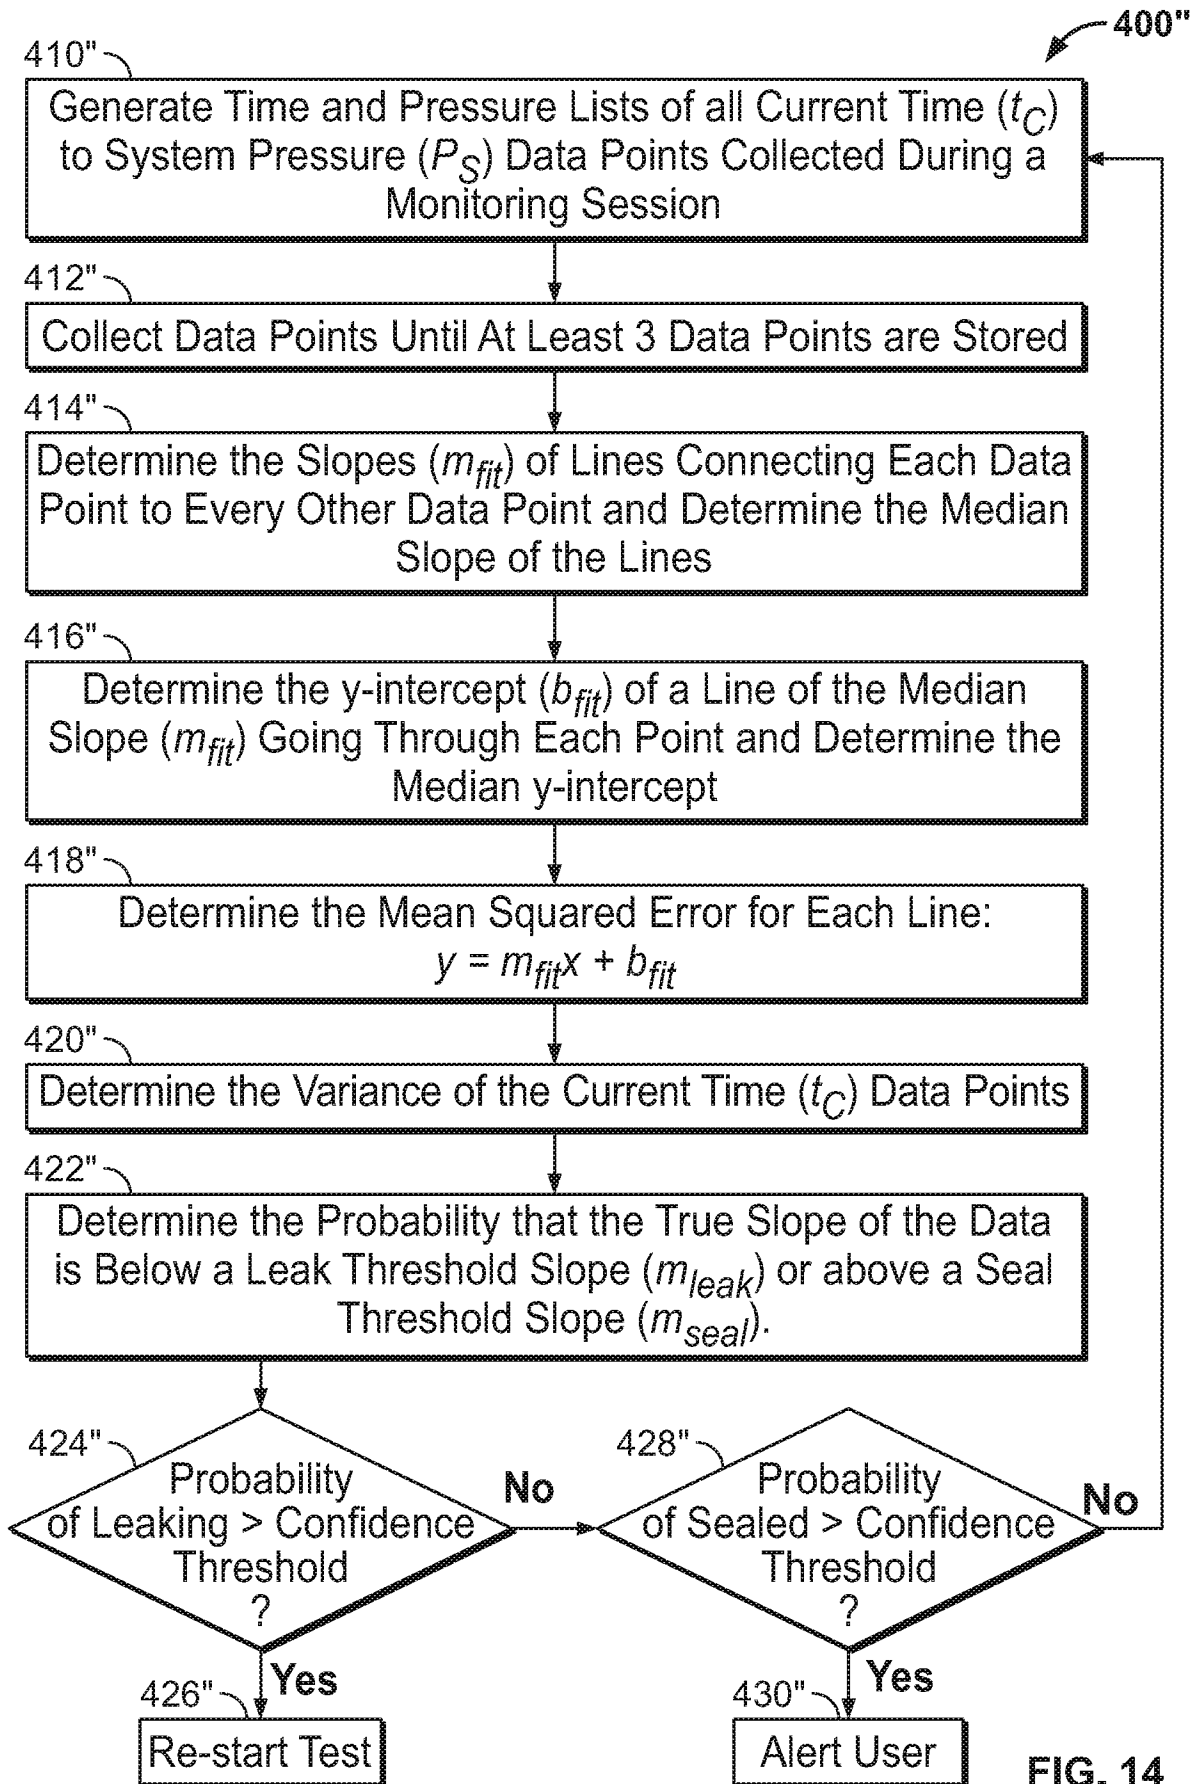 400"
410"
Generate Time and Pressure Lists of all Current Time (tC)
to System Pressure (PS) Data Points Collected During a
Monitoring Session
412"
Collect Data Points Until At Least 3 Data Points are Stored
414"
Determine the Slopes (mfit) of Lines Connecting Each Data
Point to Every Other Data Point and Determine the Median
Slope of the Lines
416"
Determine the y-intercept (bfit) of a Line of the Median
Slope (mfit) Going Through Each Point and Determine the
Median y-intercept
418"
Determine the Mean Squared Error for Each Line:
y = mfitx + bfit
420"
Determine the Variance of the Current Time (tC) Data Points
422"
Determine the Probability that the True Slope of the Data
is Below a Leak Threshold Slope (mleak) or above a Seal
Threshold Slope (mseal).
424"
Probability
of Leaking > Confidence
Threshold
?
No
428"
Probability
of Sealed > Confidence
Threshold
?
No
Yes
426"
Re-start Test
Yes
430"
Alert User
FIG. 14